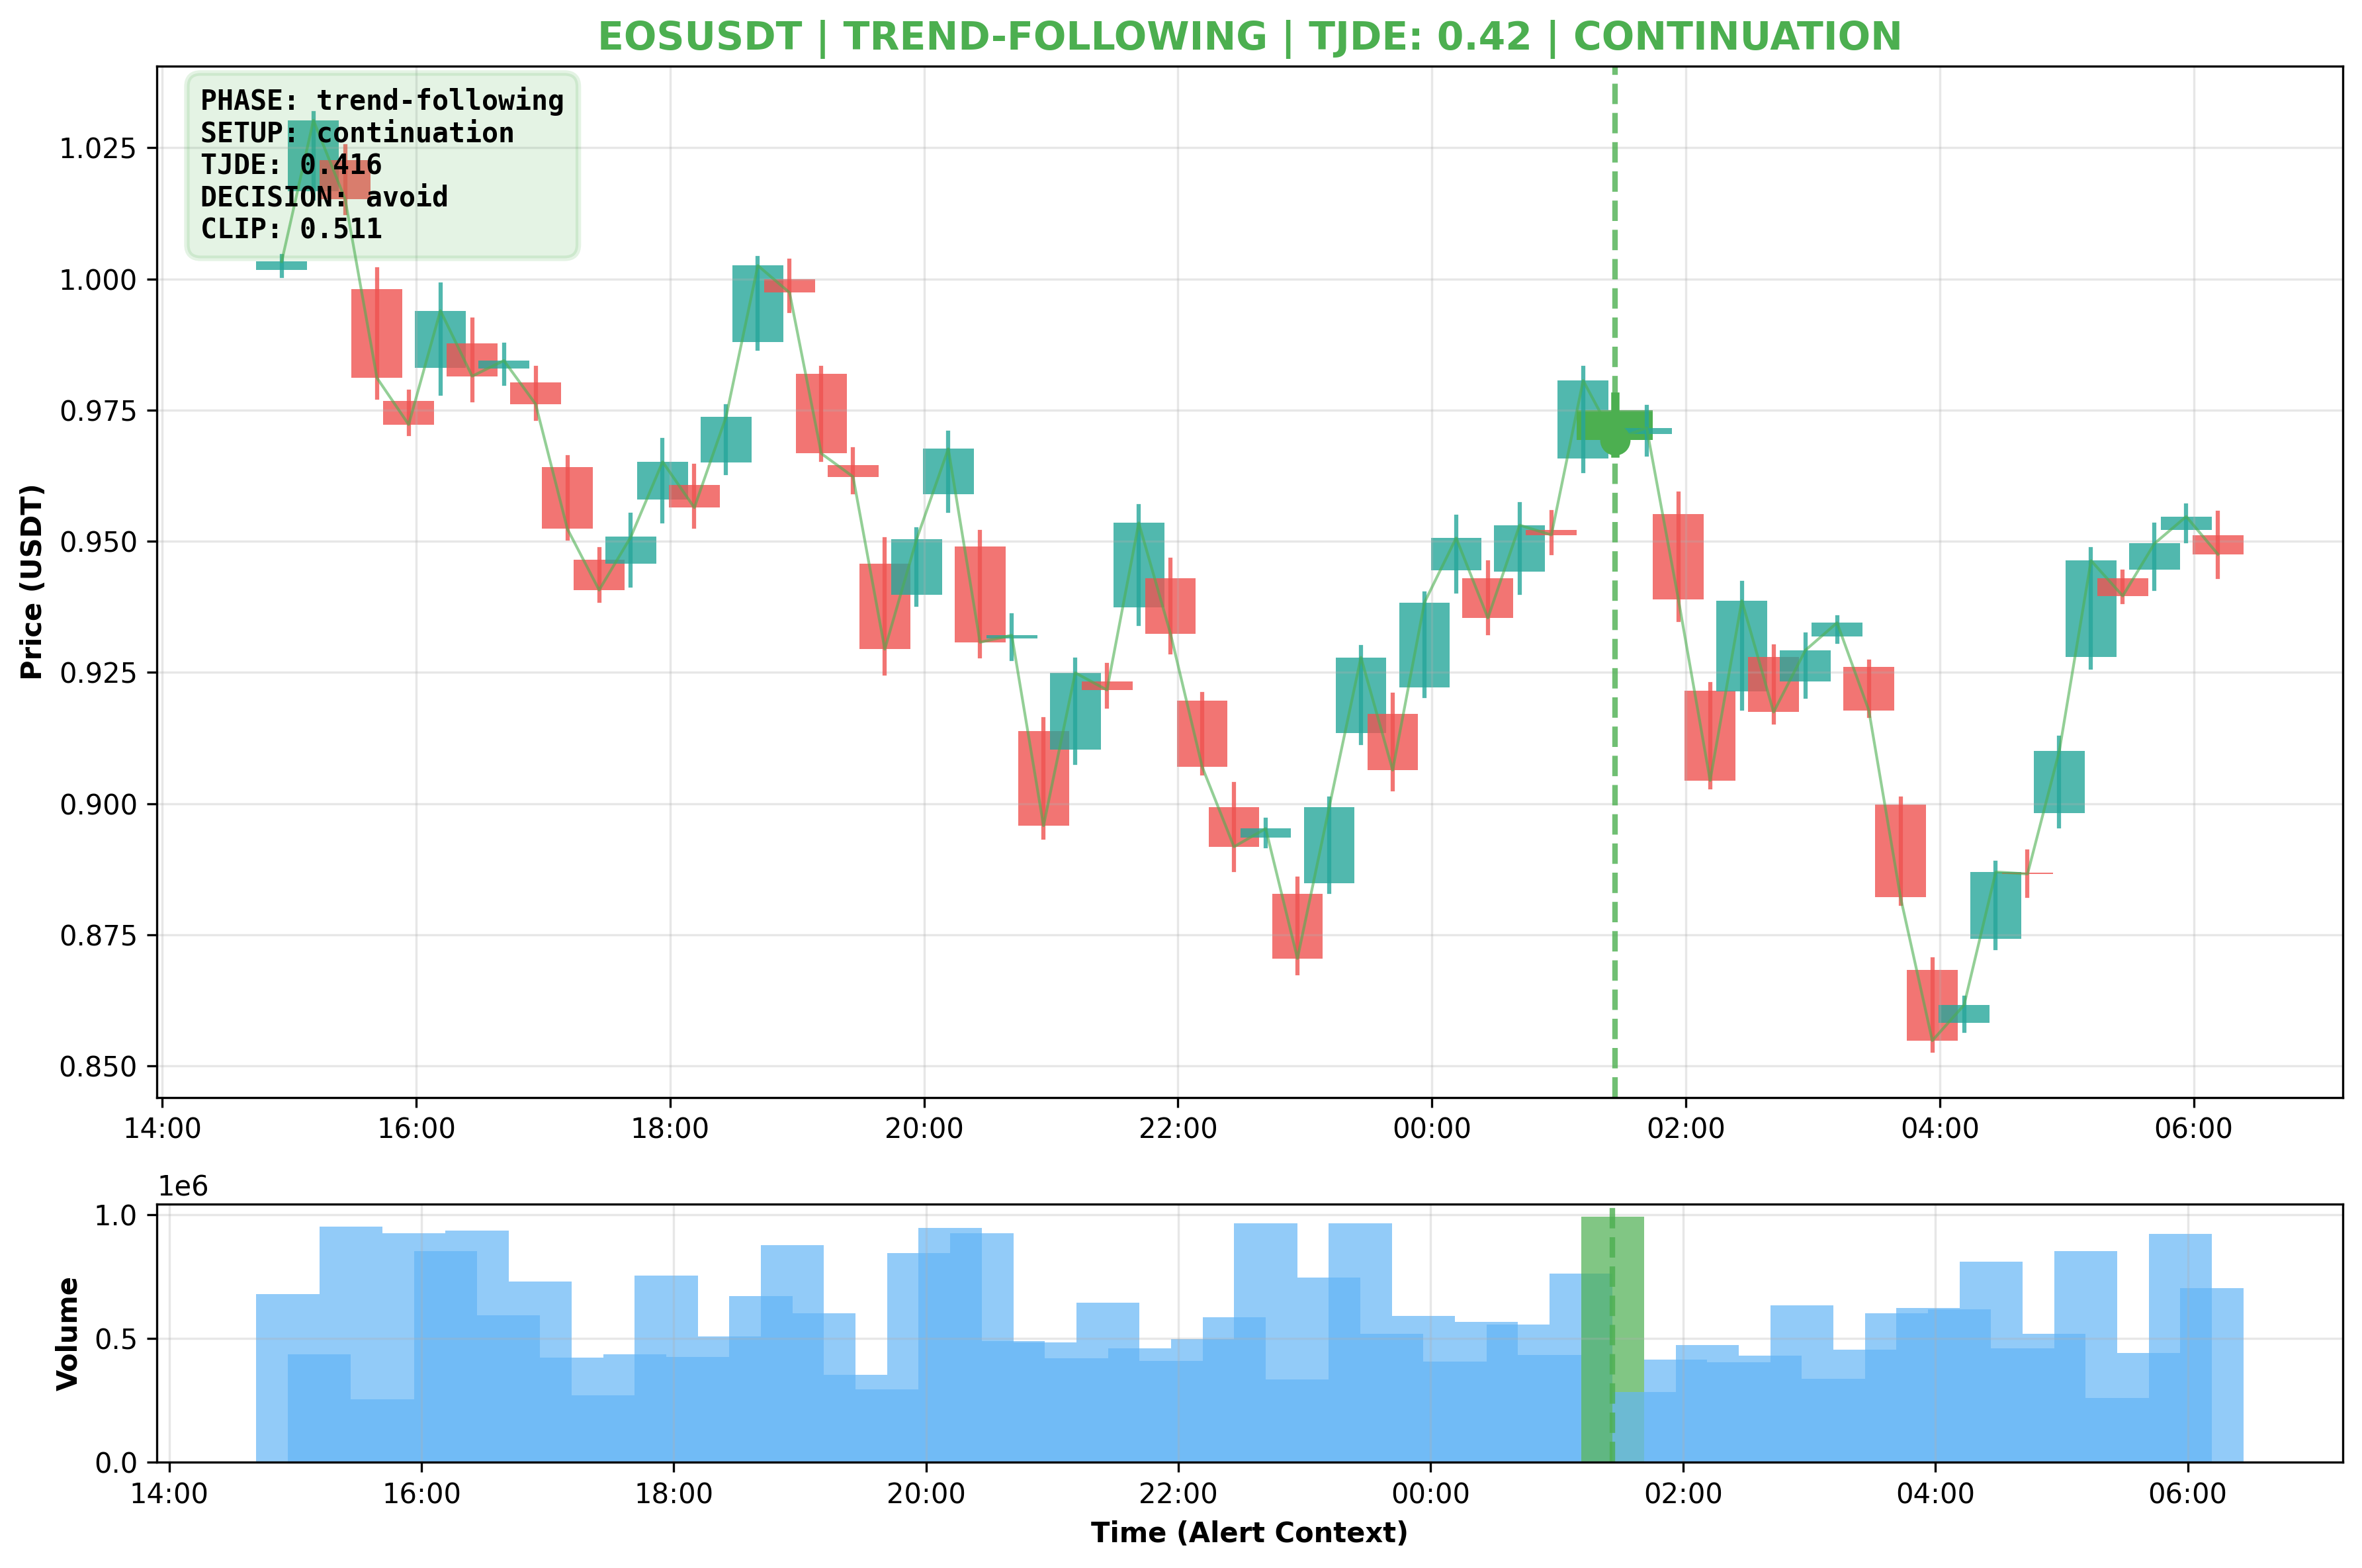 EOSUSDT | TREND-FOLLOWING | TJDE: 0.42 | CONTINUATION
PHASE: trend-following
SETUP: continuation
TJDE: 0.416
DECISION: avoid
CLIP: 0.511
Price (USDT)
1.025
1.000
0.975
0.950
0.925
0.900
0.875
0.850
14:00 16:00 18:00 20:00 22:00 00:00 02:00 04:00 06:00
1e6
Volume
1.0
0.5
0.0
14:00 16:00 18:00 20:00 22:00 00:00 02:00 04:00 06:00
Time (Alert Context)